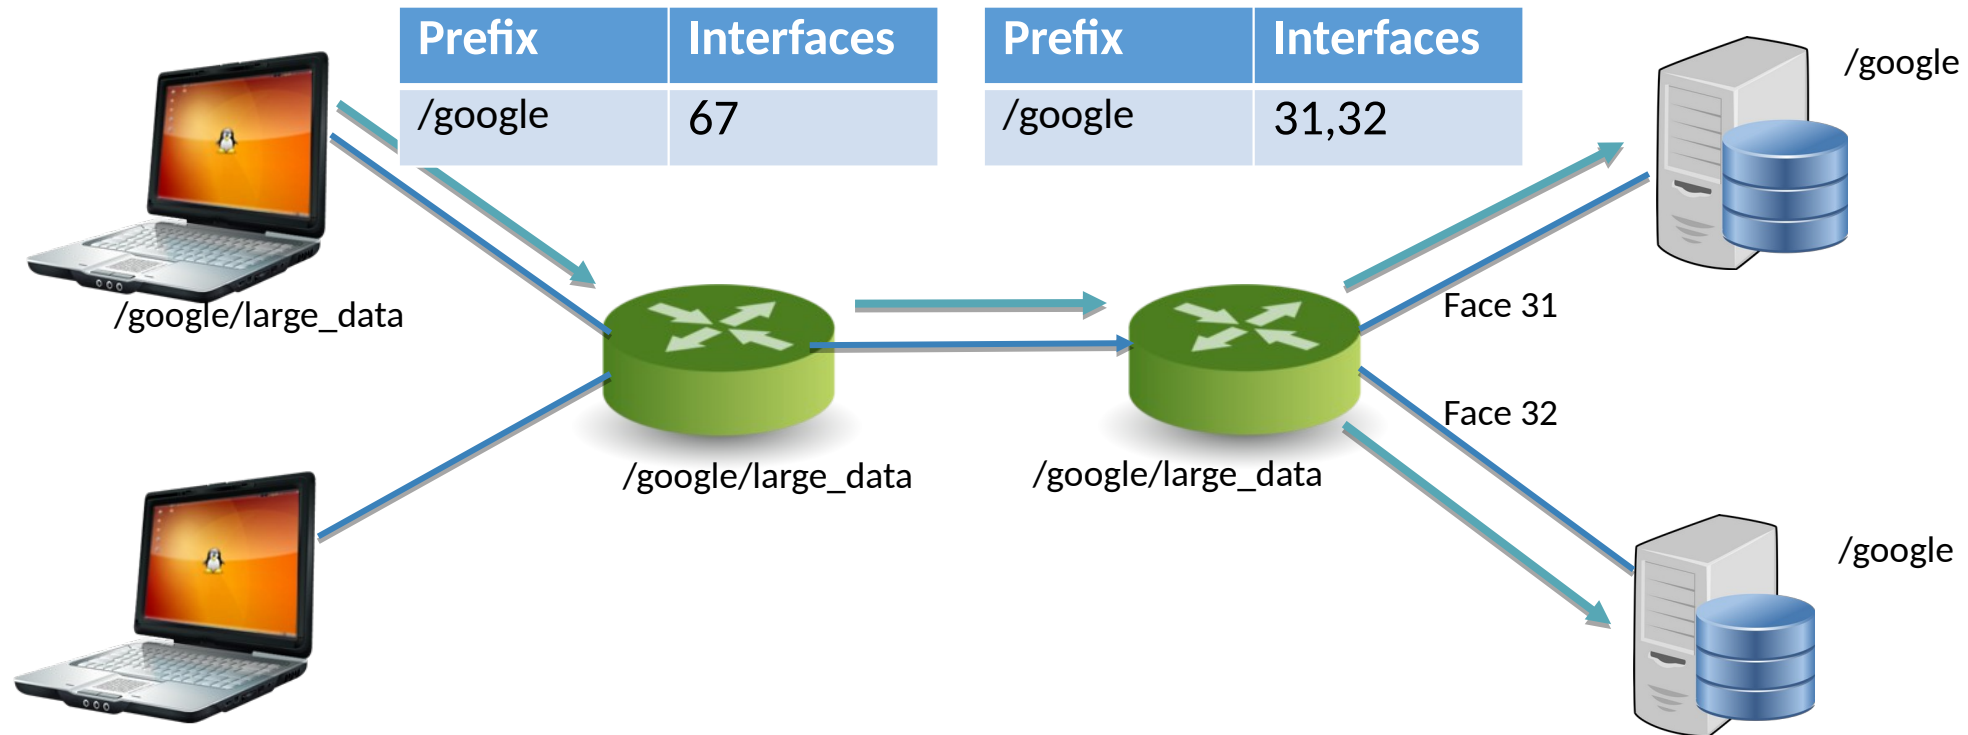 Prefix Interfaces
/google 67
Prefix Interfaces
/google 31,32
/google
/google/large_data
Face 31
Face 32
/google/large_data
/google/large_data
/google